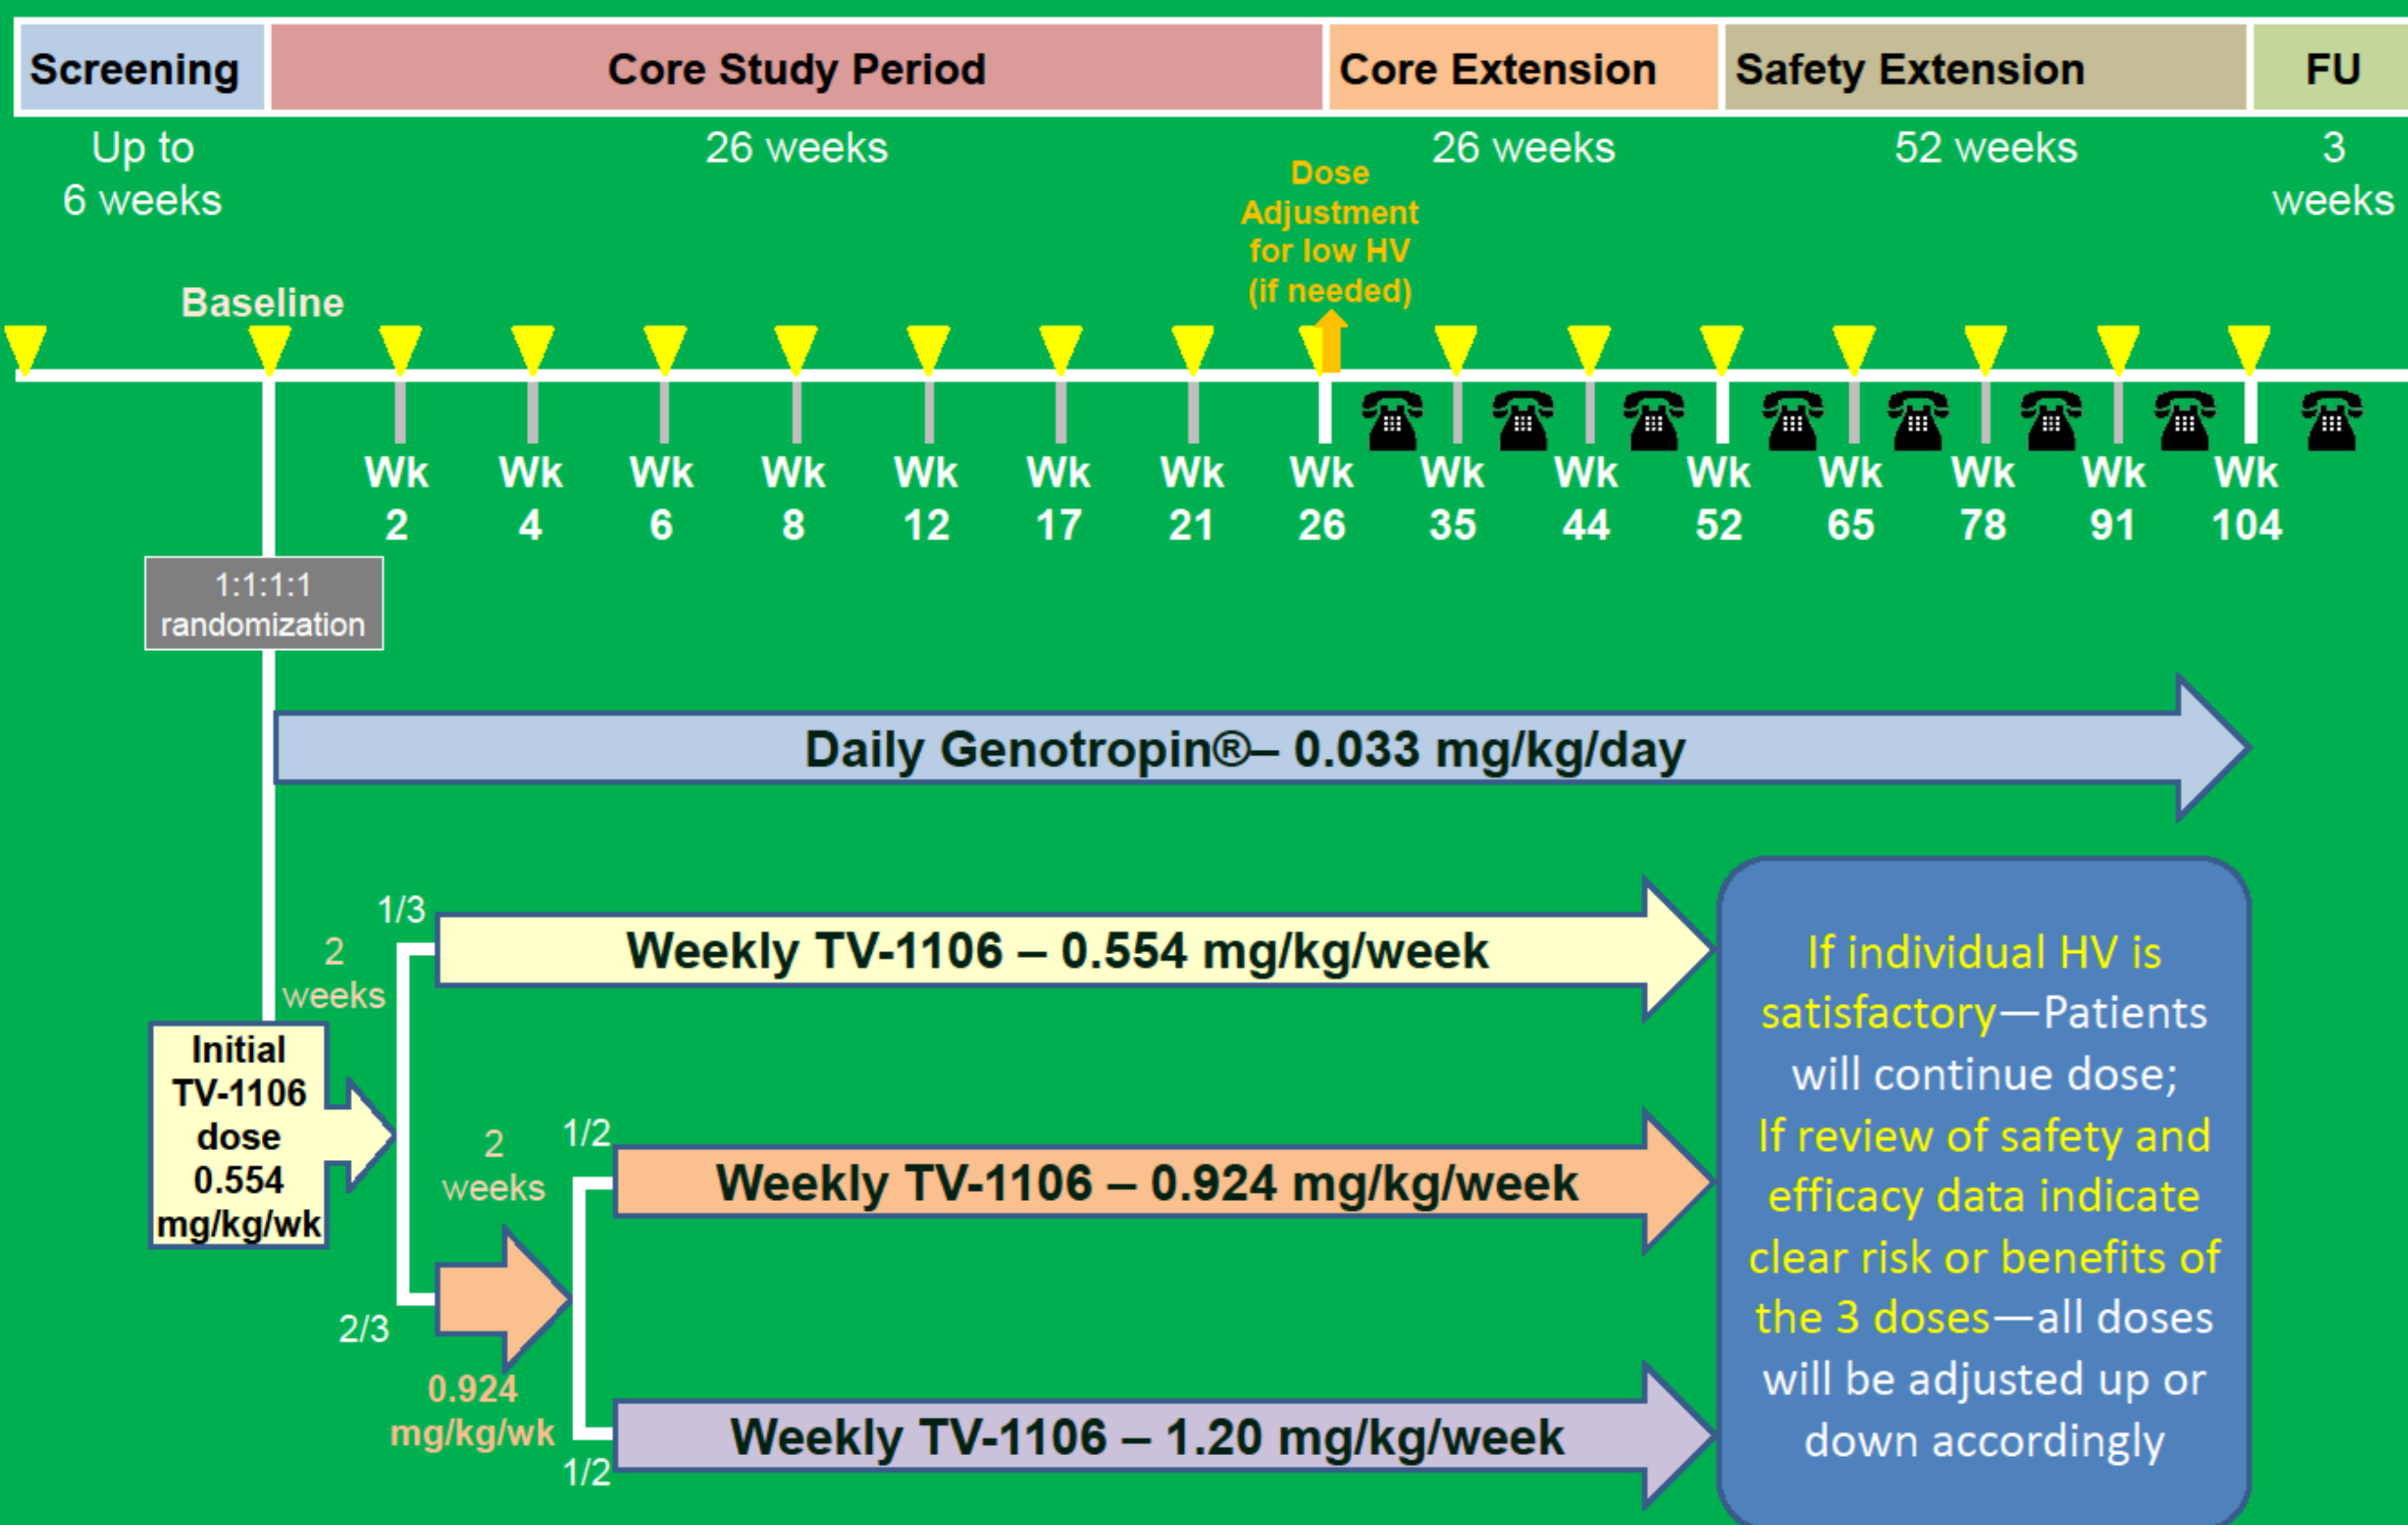 Screening
Core Study Period
Core Extension
Safety Extension
FU
Up to
6 weeks
26 weeks
26 weeks
52 weeks
3
weeks
Dose
Adjustment
for low HV
(if needed)
Baseline
Wk
2
Wk
4
Wk
6
Wk
8
Wk
12
Wk
17
Wk
21
Wk
26
Wk
35
Wk
44
Wk
52
Wk
65
Wk
78
Wk
91
Wk
104
1:1:1:1
randomization
Daily Genotropin®– 0.033 mg/kg/day
1/3
2
weeks
Weekly TV-1106 – 0.554 mg/kg/week
Initial
TV-1106
dose
0.554
mg/kg/wk
2
weeks
1/2
Weekly TV-1106 – 0.924 mg/kg/week
2/3
0.924
mg/kg/wk
Weekly TV-1106 – 1.20 mg/kg/week
1/2
If individual HV is
satisfactory—Patients
will continue dose;
If review of safety and
efficacy data indicate
clear risk or benefits of
the 3 doses—all doses
will be adjusted up or
down accordingly